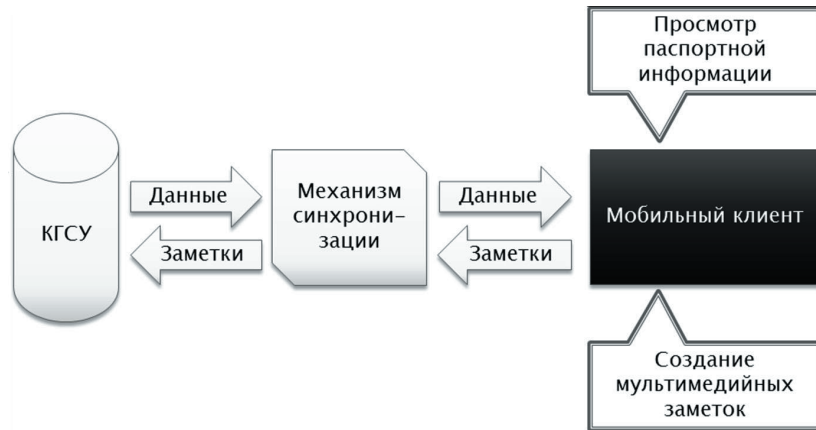 Просмотр
паспортной
информации
КГСУ
Данные
Заметки
Механизм
синхрони-
зации
Данные
Заметки
Мобильный клиент
Создание
мультимедийных
заметок